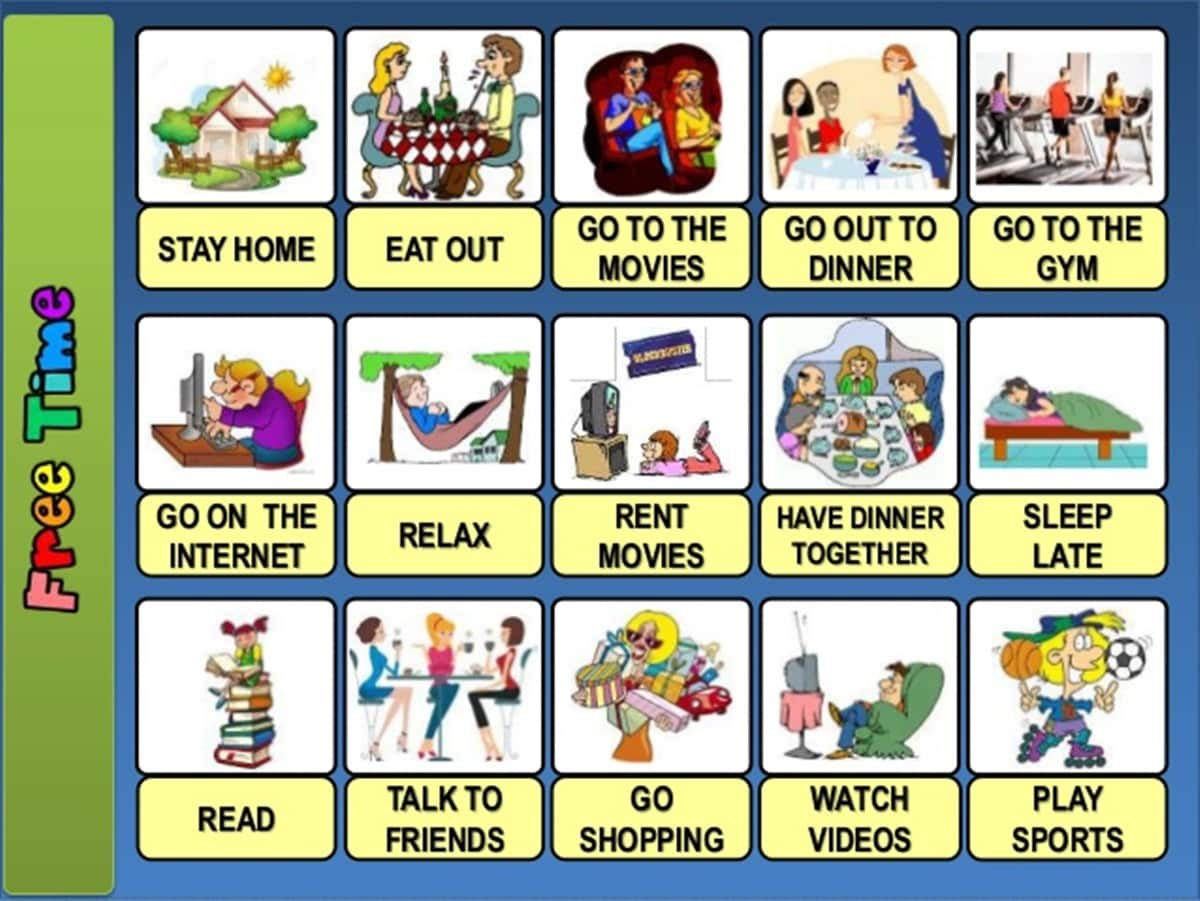 Free Time
STAY HOME
EAT OUT
GO TO THE
MOVIES
GO OUT TO
DINNER
GO TO THE
GYM
BLOCKBUSTER
GO ON THE
INTERNET
RELAX
RENT
MOVIES
HAVE DINNER
TOGETHER
SLEEP
LATE
READ
TALK TO
FRIENDS
GO
SHOPPING
WATCH
VIDEOS
PLAY
SPORTS